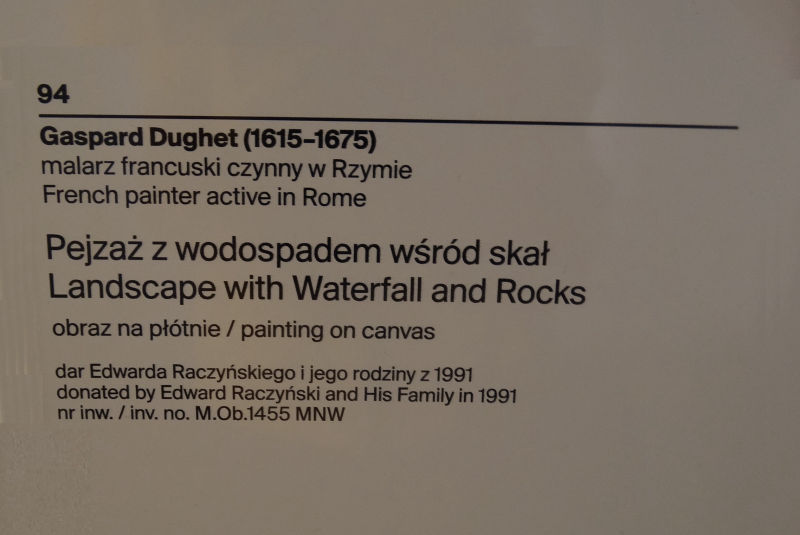 94
Gaspard Dughet (1615–1675)
malarz francuski czynny w Rzymie
French painter active in Rome
Pejzaż z wodospadem wśród skał
Landscape with Waterfall and Rocks
obraz na płótnie / painting on canvas
dar Edwarda Raczyńskiego i jego rodziny z 1991
donated by Edward Raczyński and His Family in 1991
nr inw. / inv. no. M.Ob.1455 MNW